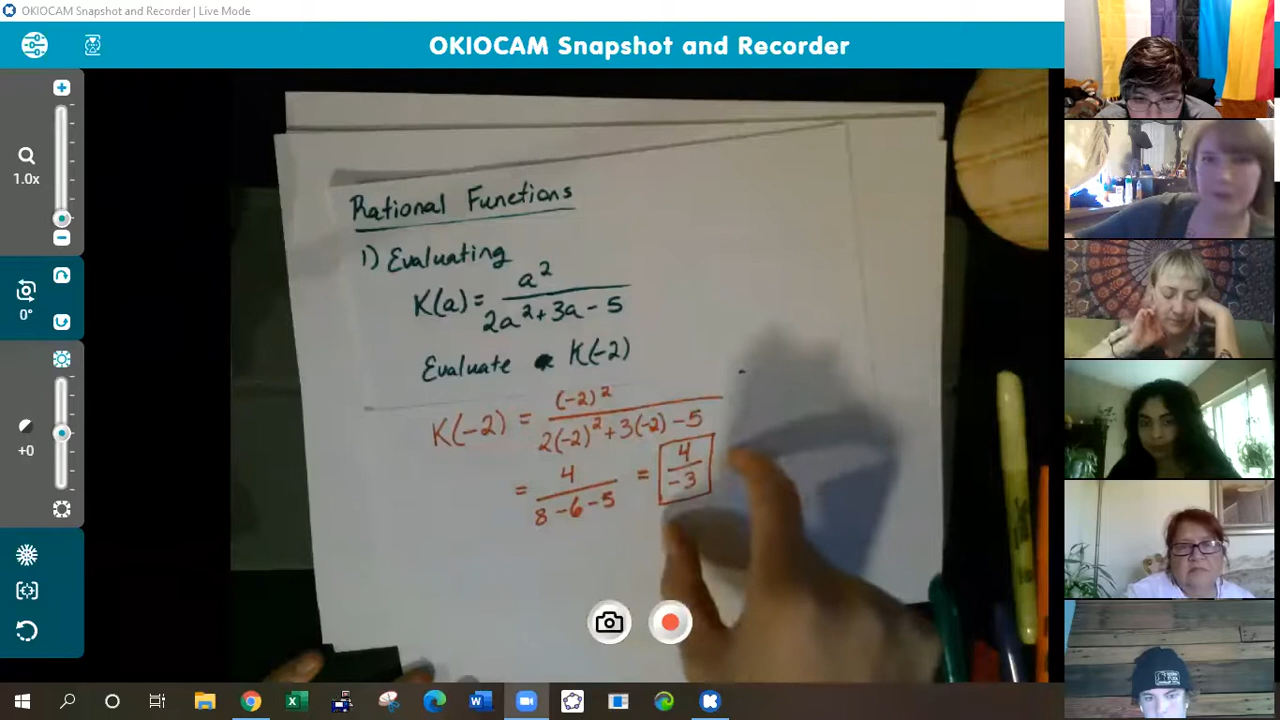 OKIOCAM Snapshot and Recorder | Live Mode
OKIOCAM Snapshot and Recorder
1.0x
0°
+0
Rational Functions
1) Evaluating
K(a) = a² / 2a² + 3a - 5
Evaluate K(-2)
K(-2) = (-2)² / 2(-2)² + 3(-2) - 5
= 4 / 8 - 6 - 5 = 4 / -3